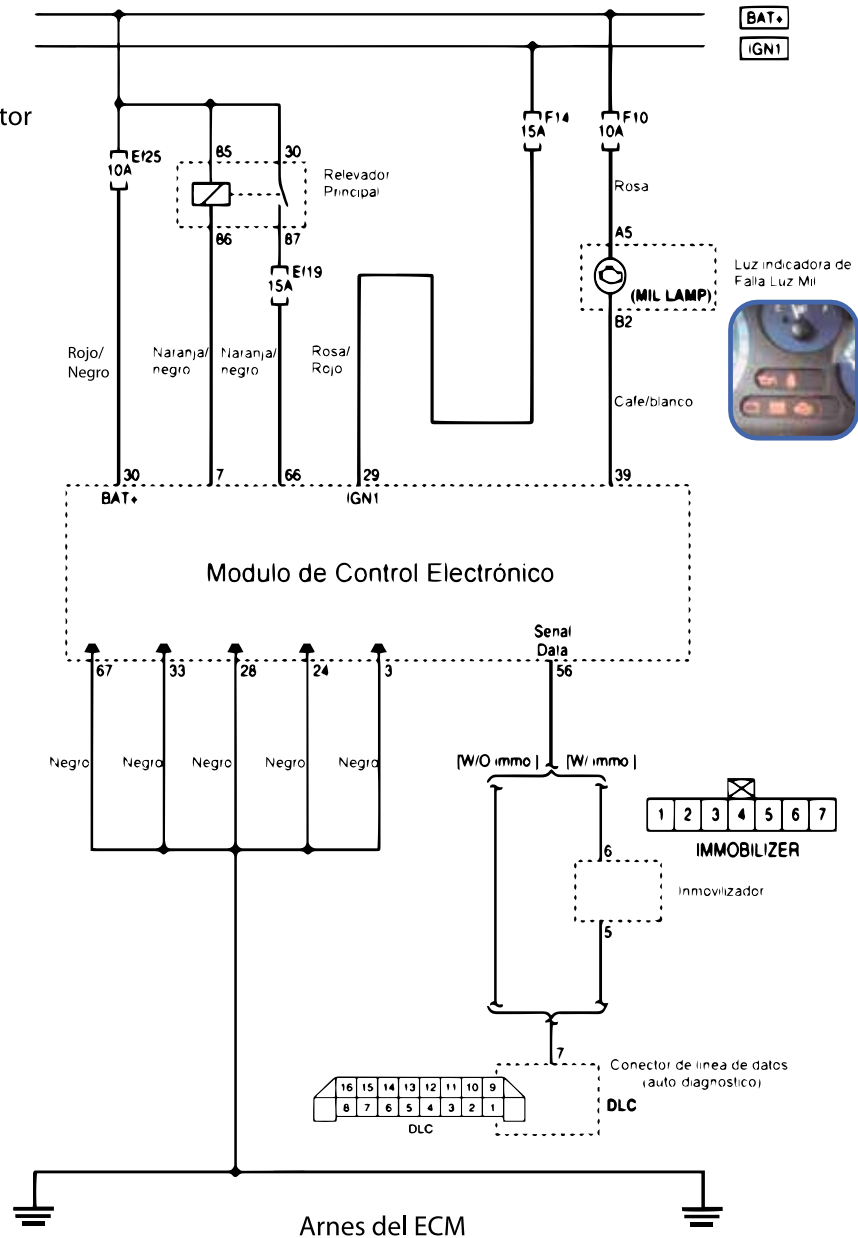 BAT+
IGN1
tor
Ef25
10A
85
30
Relevador
Principal
86
87
Ef19
15A
F14
15A
F10
10A
Rosa
A5
(MIL LAMP)
B2
Luz indicadora de
Falla Luz Mil
Rojo/
Negro
Naranja/
negro
Naranja/
negro
Rosa/
Rojo
Cafe/blanco
30
7
66
29
39
BAT+
IGN1
Modulo de Control Electrónico
Senal
Data
67
33
28
24
3
56
Negro
Negro
Negro
Negro
Negro
[W/O immo]
[W/ immo]
1 2 3 4 5 6 7
IMMOBILIZER
6
Inmovilizador
5
7
Conector de linea de datos
(auto diagnostico)
DLC
16 15 14 13 12 11 10 9
8 7 6 5 4 3 2 1
DLC
Arnes del ECM